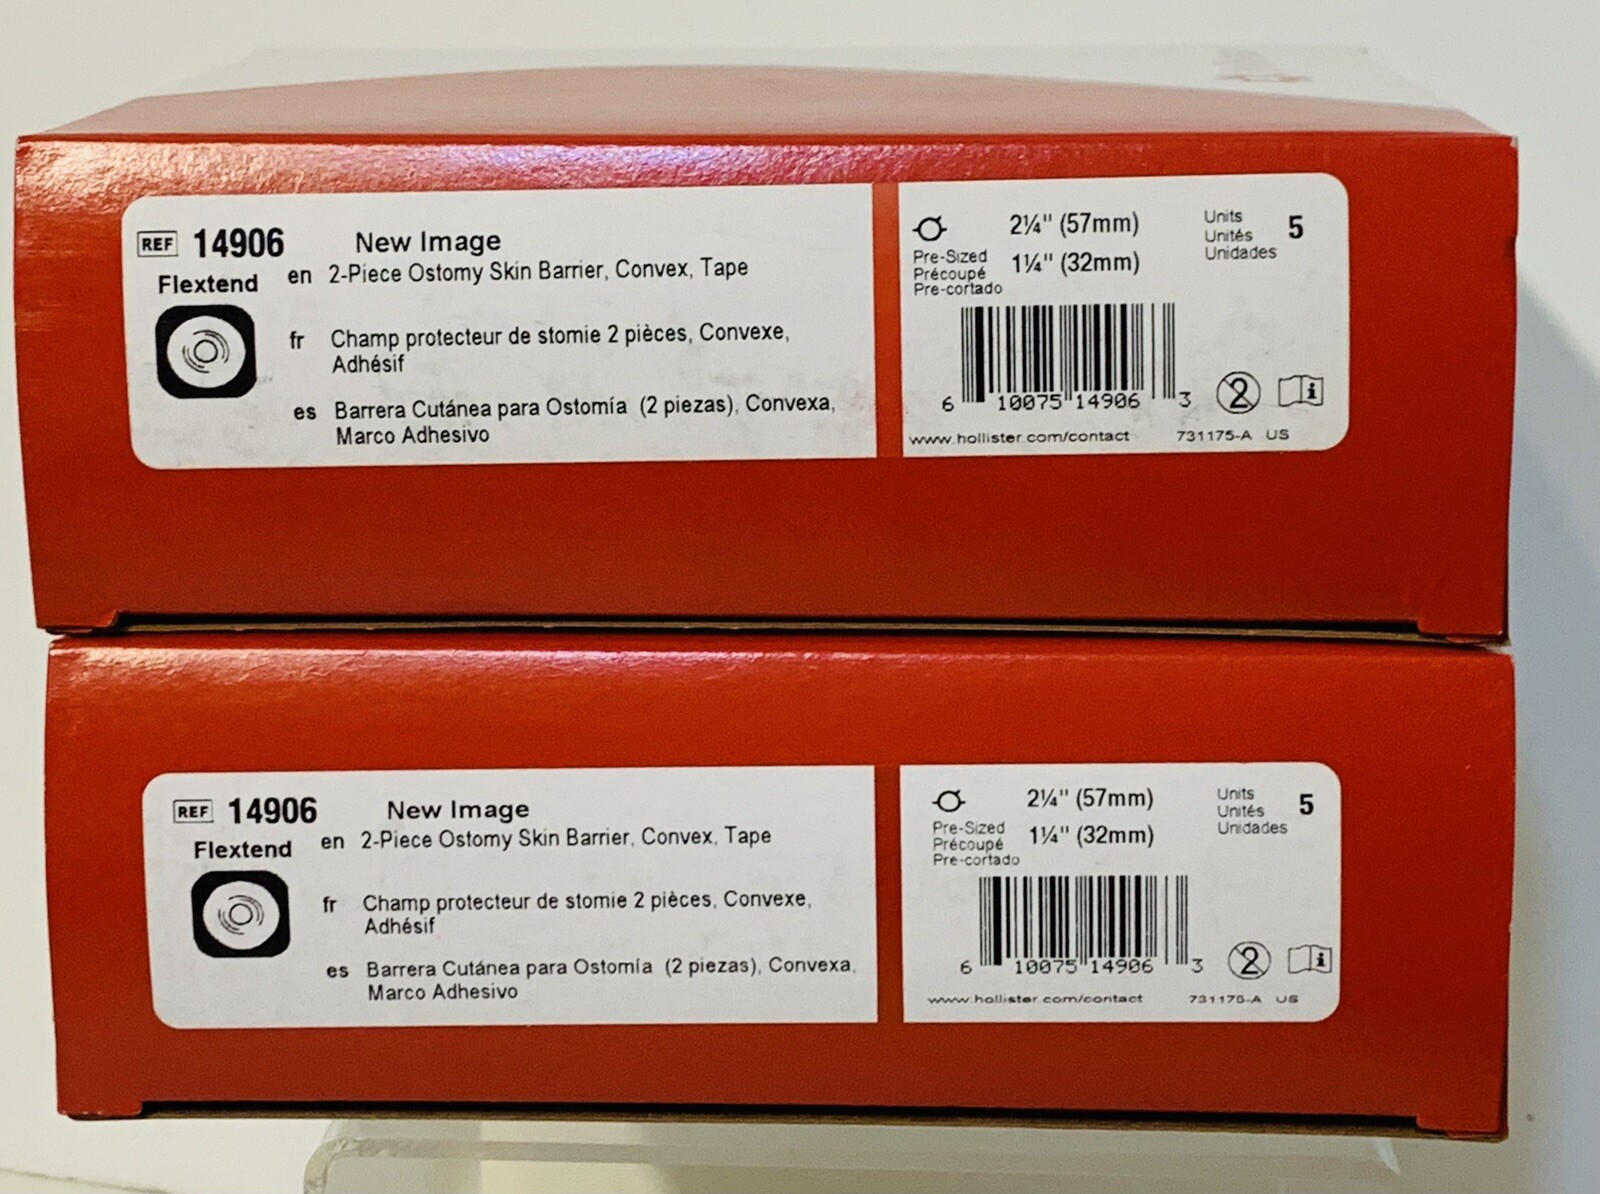 REF 14906 New Image
Flextend en 2-Piece Ostomy Skin Barrier, Convex, Tape
fr Champ protecteur de stomie 2 pièces, Convexe,
Adhésif
es Barrera Cutánea para Ostomía (2 piezas), Convexa,
Marco Adhesivo
2¼" (57mm)
Pre-Sized
Précoupé
Pre-cortado
1¼" (32mm)
Units
Unités
Unidades
5
6 10075 14906 3
2
i
www.hollister.com/contact 731175-A US
REF 14906 New Image
Flextend en 2-Piece Ostomy Skin Barrier, Convex, Tape
fr Champ protecteur de stomie 2 pièces, Convexe,
Adhésif
es Barrera Cutánea para Ostomía (2 piezas), Convexa,
Marco Adhesivo
2¼" (57mm)
Pre-Sized
Précoupé
Pre-cortado
1¼" (32mm)
Units
Unités
Unidades
5
6 10075 14906 3
2
i
www.hollister.com/contact 731175-A US